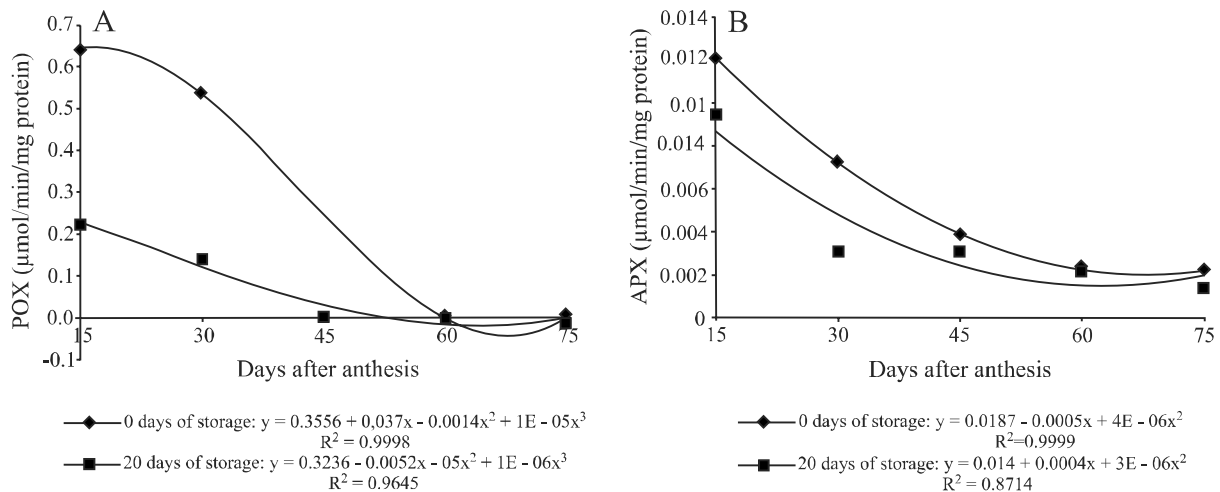 A
POX (µmol/min/mg protein)
0.7
0.6
0.5
0.4
0.3
0.2
0.1
0.0
-0.1
15
30
45
60
75
Days after anthesis
0 days of storage: y = 0.3556 + 0,037x - 0.0014x² + 1E - 05x³
R² = 0.9998
20 days of storage: y = 0.3236 - 0.0052x - 05x² + 1E - 06x³
R² = 0.9645
B
APX (µmol/min/mg protein)
0.014
0.012
0.01
0.014
0.006
0.004
0.002
0
15
30
45
60
75
Days after anthesis
0 days of storage: y = 0.0187 - 0.0005x + 4E - 06x²
R²=0.9999
20 days of storage: y = 0.014 + 0.0004x + 3E - 06x²
R² = 0.8714